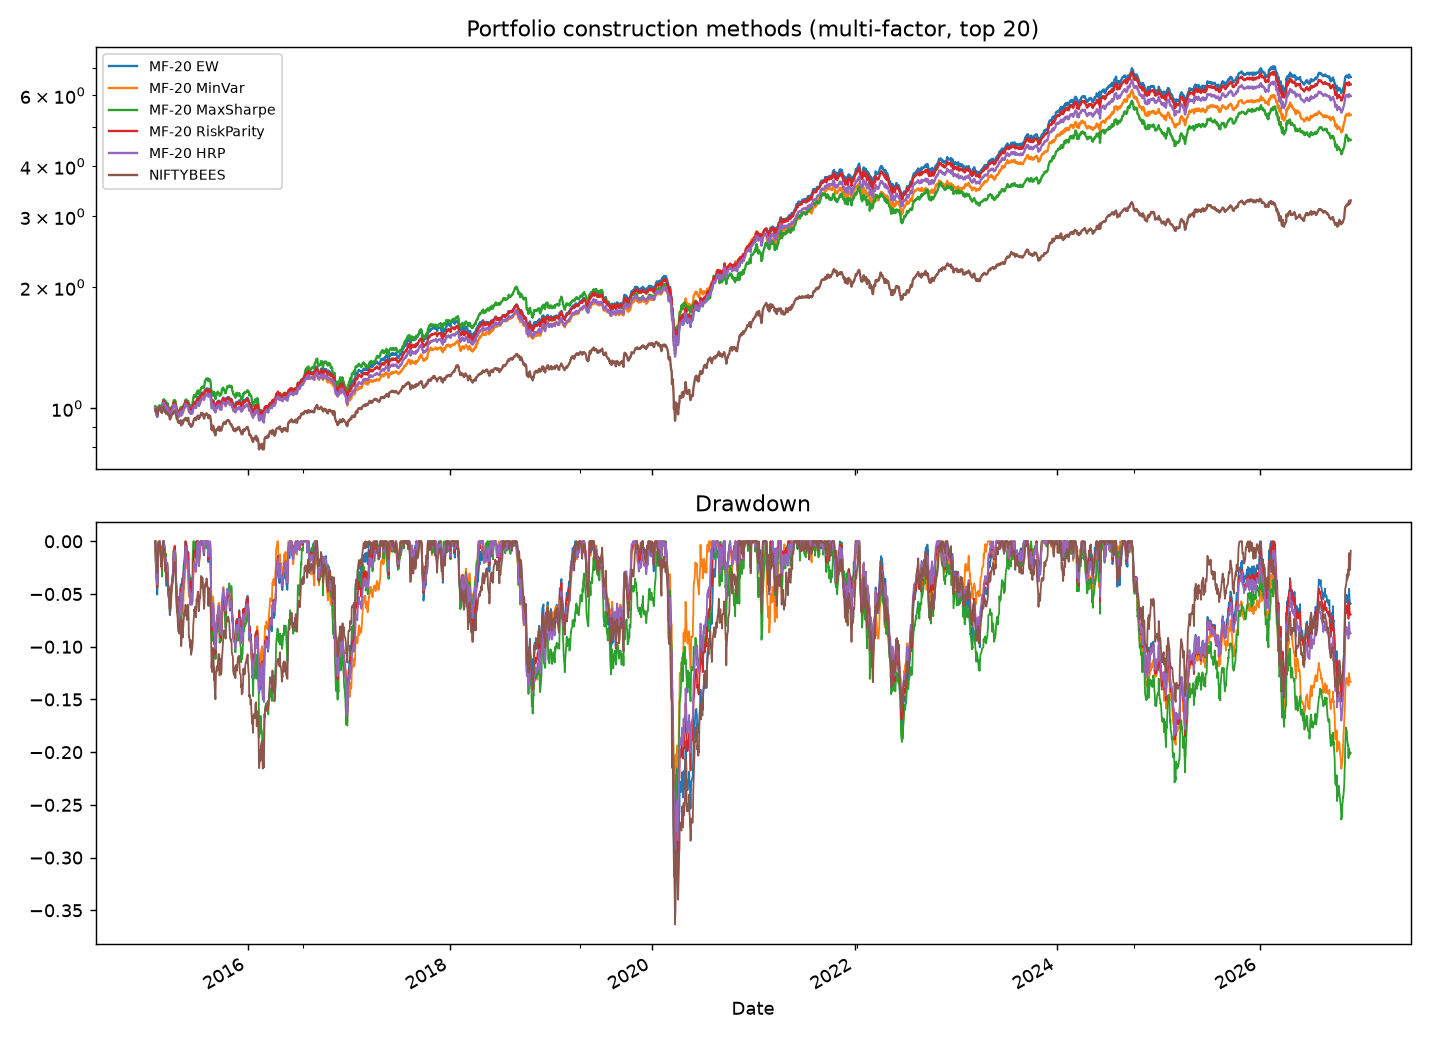 Portfolio construction methods (multi-factor, top 20)
MF-20 EW
MF-20 MinVar
MF-20 MaxSharpe
MF-20 RiskParity
MF-20 HRP
NIFTYBEES
6 × 10⁰
4 × 10⁰
3 × 10⁰
2 × 10⁰
10⁰
Drawdown
0.00
−0.05
−0.10
−0.15
−0.20
−0.25
−0.30
−0.35
2016
2018
2020
2022
2024
2026
Date